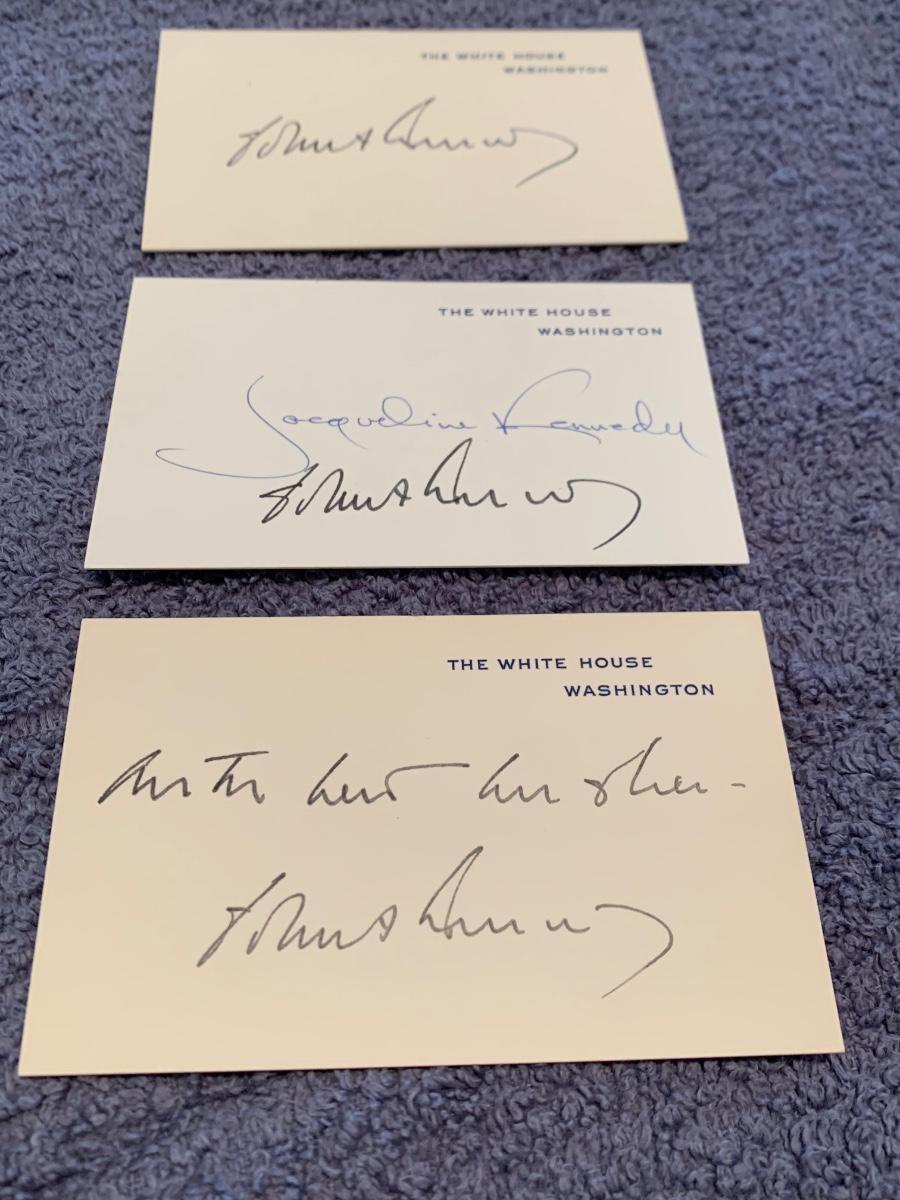 THE WHITE HOUSE
WASHINGTON
John Kennedy
THE WHITE HOUSE
WASHINGTON
Jacqueline Kennedy
John Kennedy
THE WHITE HOUSE
WASHINGTON
with best wishes -
John Kennedy